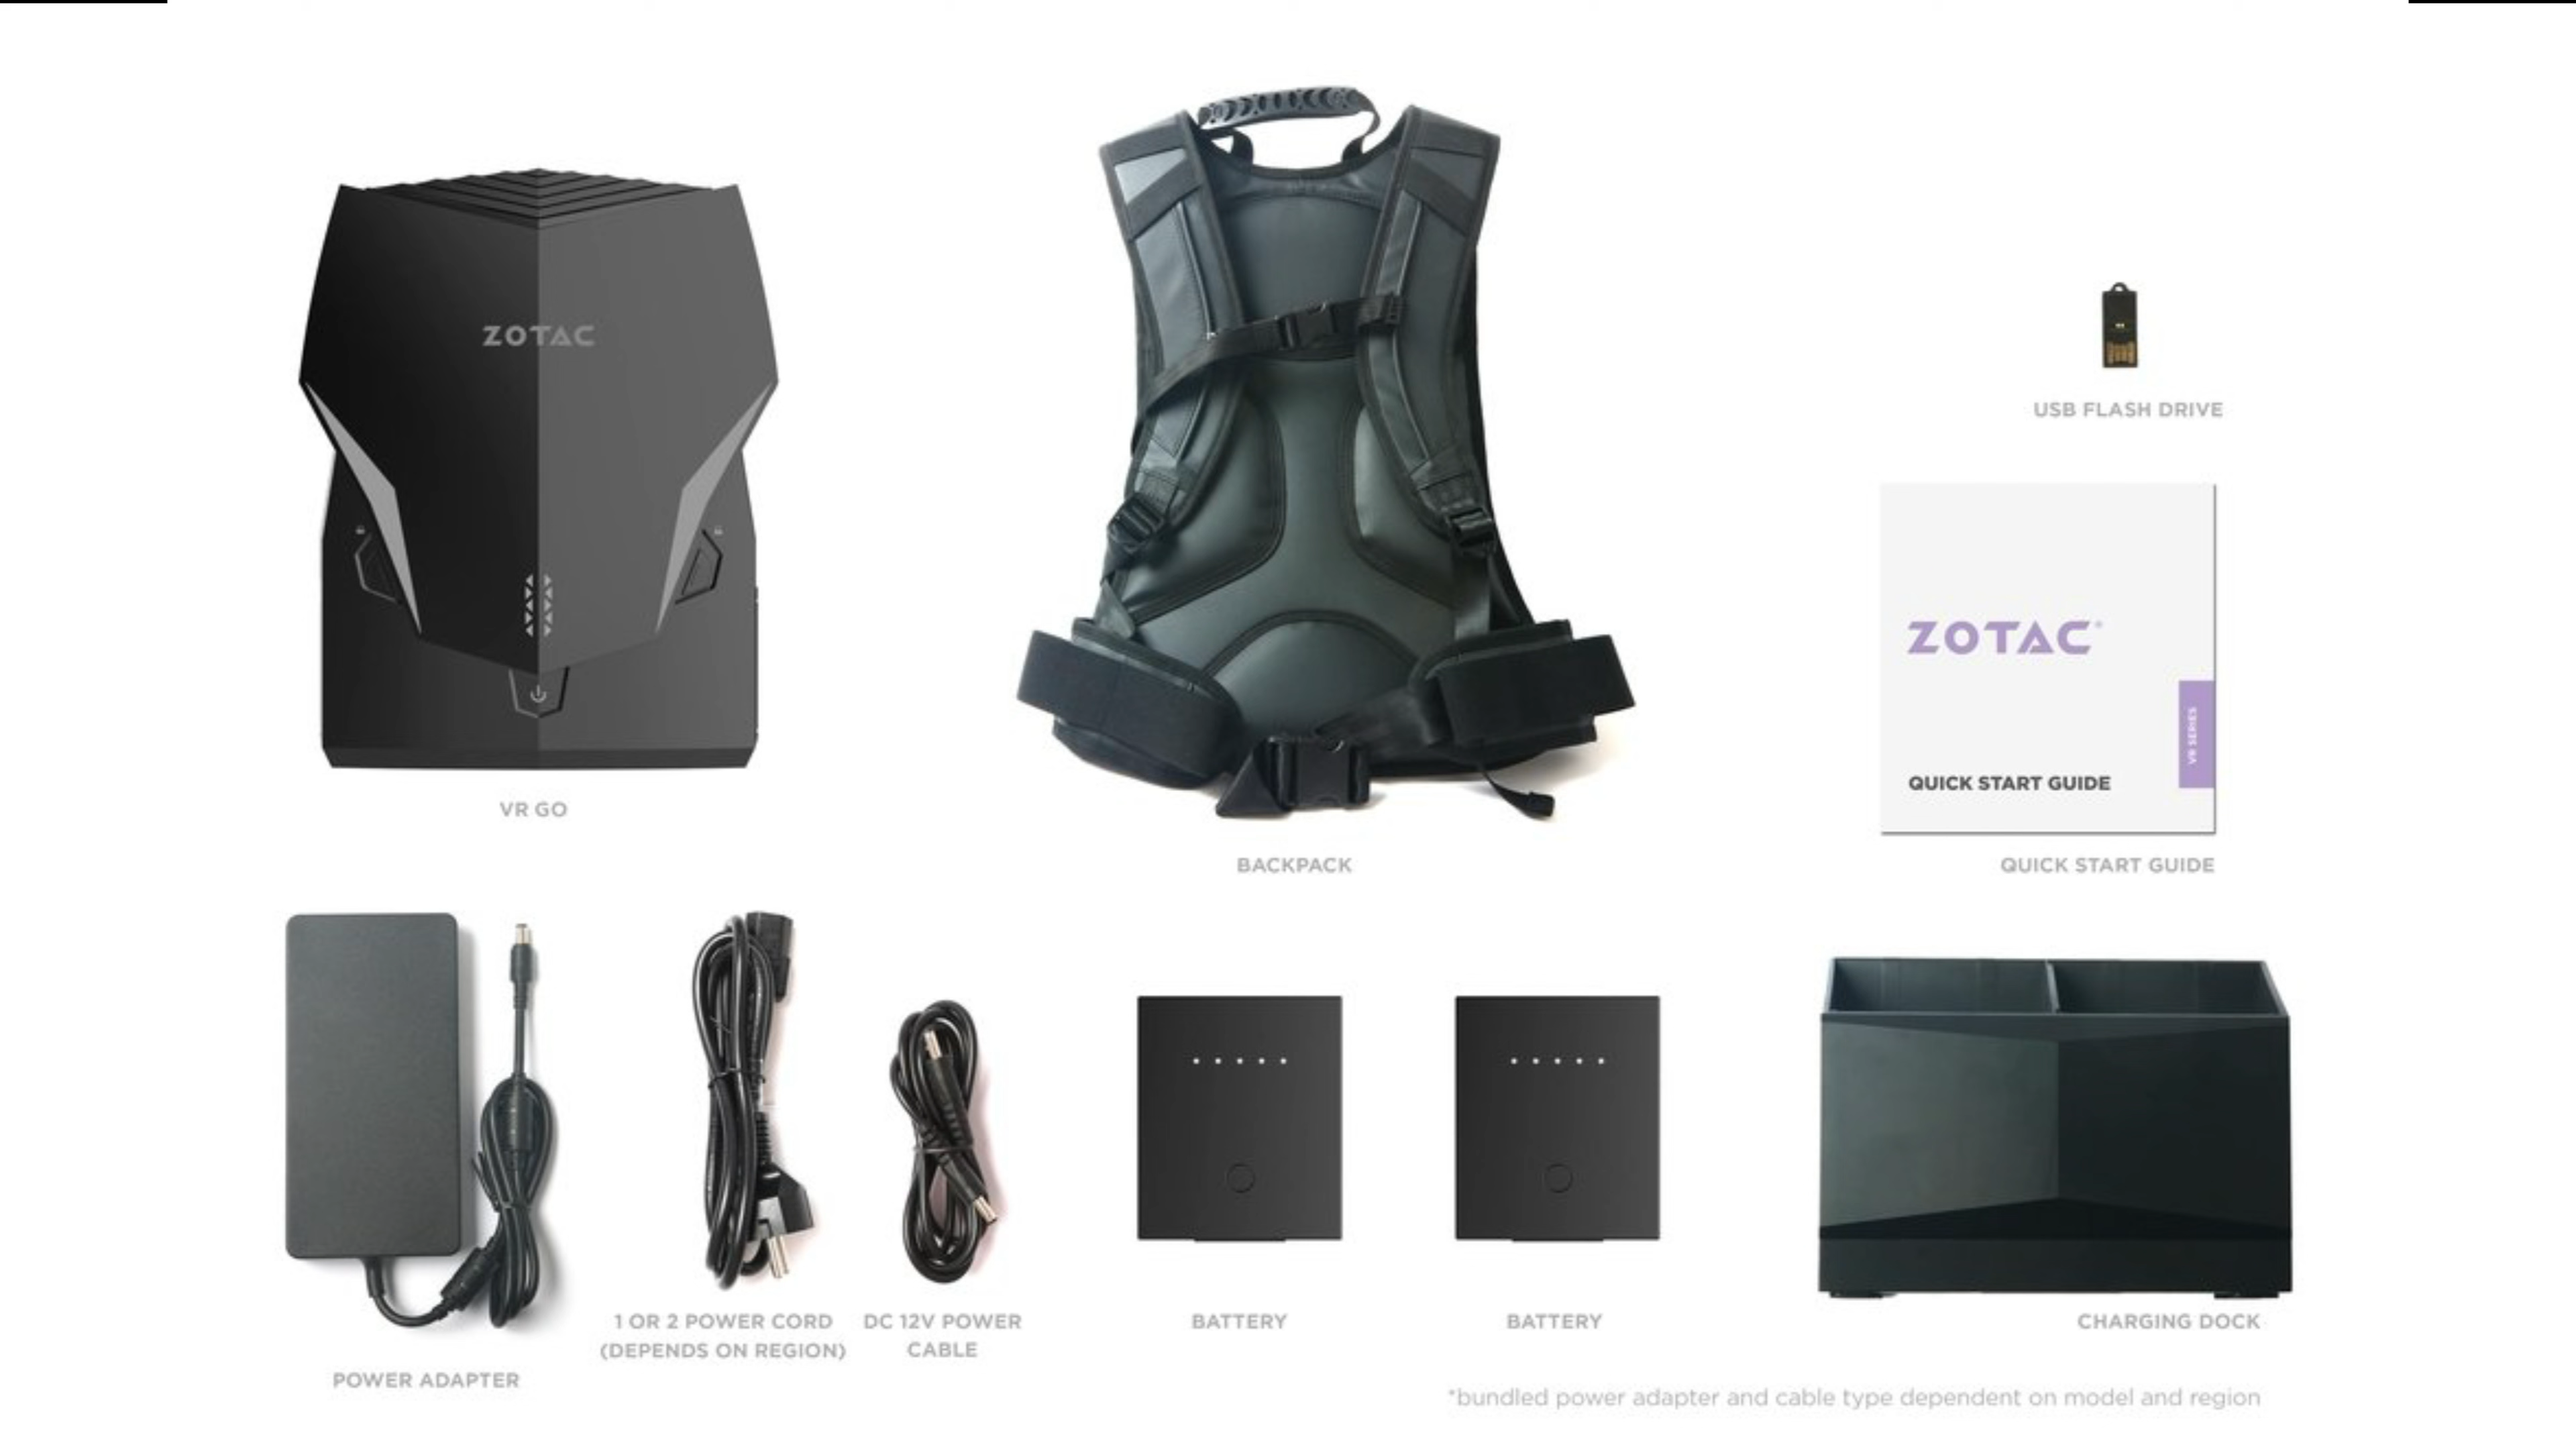 ZOTAC
VR GO
BACKPACK
USB FLASH DRIVE
ZOTAC®
VR SERIES
QUICK START GUIDE
QUICK START GUIDE
POWER ADAPTER
1 OR 2 POWER CORD
(DEPENDS ON REGION)
DC 12V POWER
CABLE
BATTERY
BATTERY
CHARGING DOCK
*bundled power adapter and cable type dependent on model and region